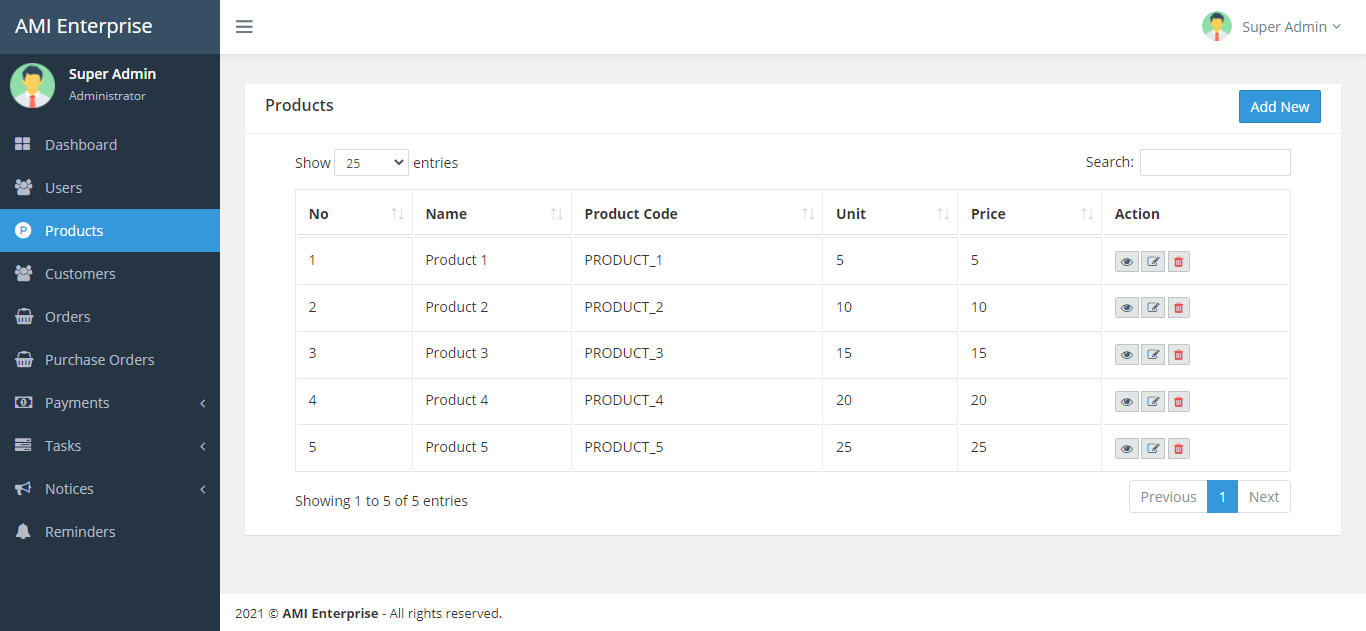 AMI Enterprise
Super Admin
Super Admin
Administrator
Dashboard
Users
Products
Customers
Orders
Purchase Orders
Payments
Tasks
Notices
Reminders
Products
Add New
Show 25 entries
Search:
No Name Product Code Unit Price Action
1 Product 1 PRODUCT_1 5 5
2 Product 2 PRODUCT_2 10 10
3 Product 3 PRODUCT_3 15 15
4 Product 4 PRODUCT_4 20 20
5 Product 5 PRODUCT_5 25 25
Showing 1 to 5 of 5 entries
Previous 1 Next
2021 © AMI Enterprise - All rights reserved.